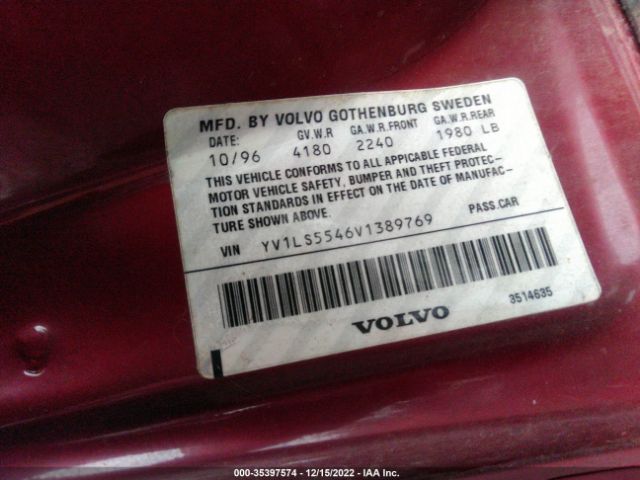 MFD. BY VOLVO GOTHENBURG SWEDEN
DATE: G.V.W.R GA.W.R.FRONT GA.W.R.REAR
10/96 4180 2240 1980 LB
THIS VEHICLE CONFORMS TO ALL APPLICABLE FEDERAL
MOTOR VEHICLE SAFETY, BUMPER AND THEFT PROTEC-
TION STANDARDS IN EFFECT ON THE DATE OF MANUFAC-
TURE SHOWN ABOVE.
VIN YV1LS5546V1389769 PASS.CAR
3514635
VOLVO
000-35397574 - 12/15/2022 - IAA Inc.